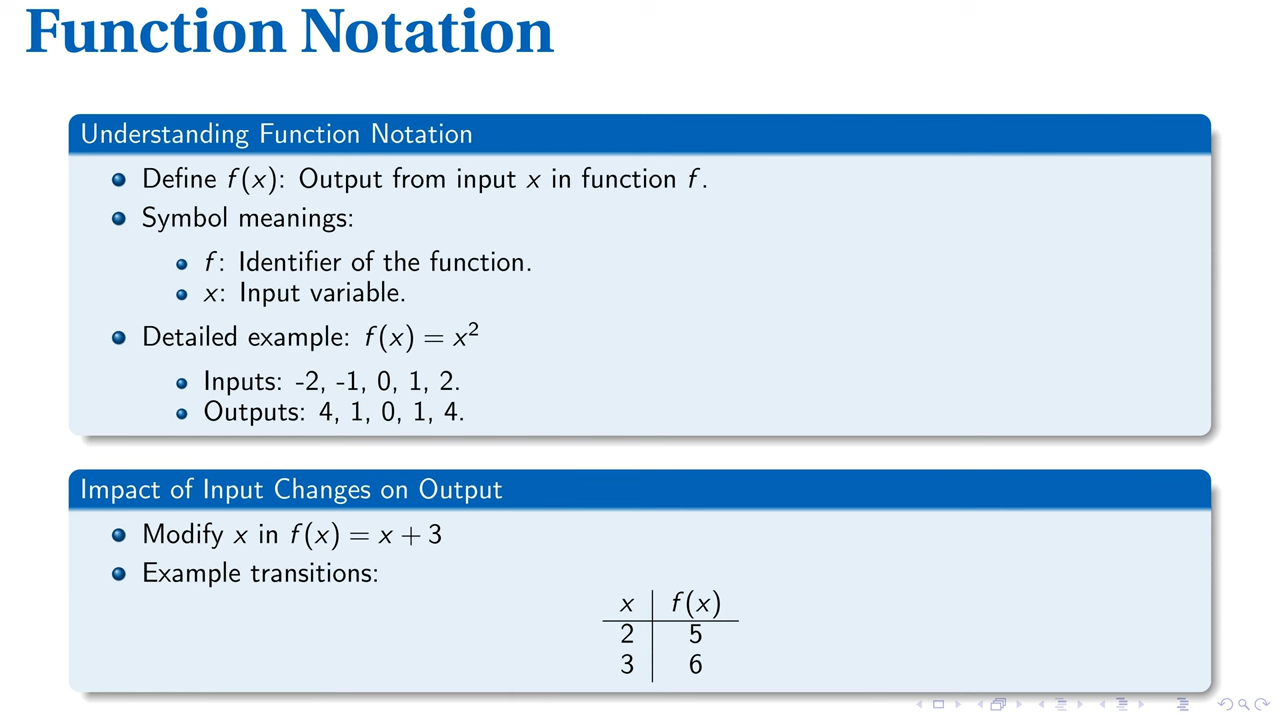 Function Notation
Understanding Function Notation
Define f(x): Output from input x in function f.
Symbol meanings:
f: Identifier of the function.
x: Input variable.
Detailed example: f(x) = x²
Inputs: -2, -1, 0, 1, 2.
Outputs: 4, 1, 0, 1, 4.
Impact of Input Changes on Output
Modify x in f(x) = x + 3
Example transitions:
x f(x)
2 5
3 6